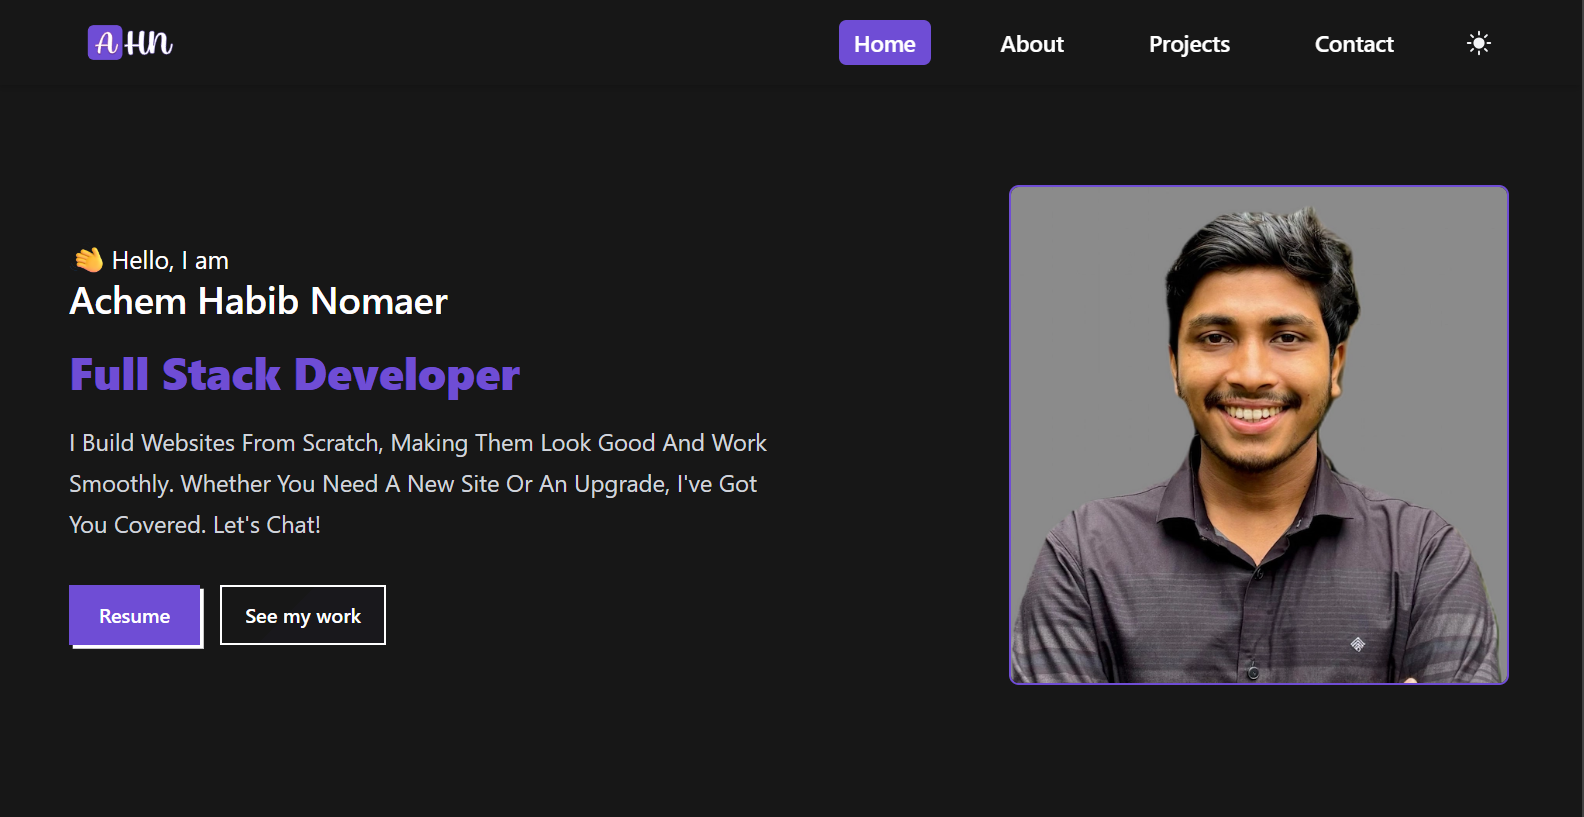 AHN
Home
About
Projects
Contact
👋 Hello, I am
Achem Habib Nomaer
Full Stack Developer
I Build Websites From Scratch, Making Them Look Good And Work
Smoothly. Whether You Need A New Site Or An Upgrade, I've Got
You Covered. Let's Chat!
Resume
See my work